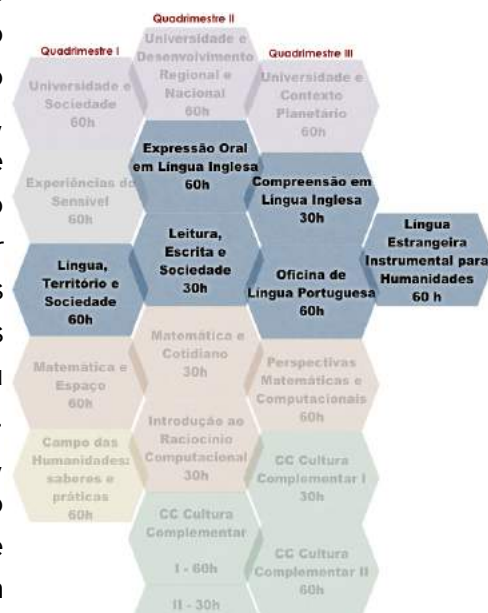 Quadrimestre I
Universidade e
Sociedade
60h
Experiências do
Sensível
60h
Língua,
Território e
Sociedade
60h
Matemática e
Espaço
60h
Campo das
Humanidades:
saberes e
práticas
60h
Quadrimestre II
Universidade e
Desenvolvimento
Regional e
Nacional
60h
Expressão Oral
em Língua Inglesa
60h
Leitura,
Escrita e
Sociedade
30h
Matemática e
Cotidiano
30h
Introdução ao
Raciocínio
Computacional
30h
CC Cultura
Complementar
I - 60h
II - 30h
Quadrimestre III
Universidade e
Contexto
Planetário
60h
Compreensão em
Língua Inglesa
30h
Oficina de
Língua Portuguesa
60h
Perspectivas
Matemáticas e
Computacionais
60h
CC Cultura
Complementar I
30h
CC Cultura
Complementar II
60h
Língua
Estrangeira
Instrumental para
Humanidades
60 h